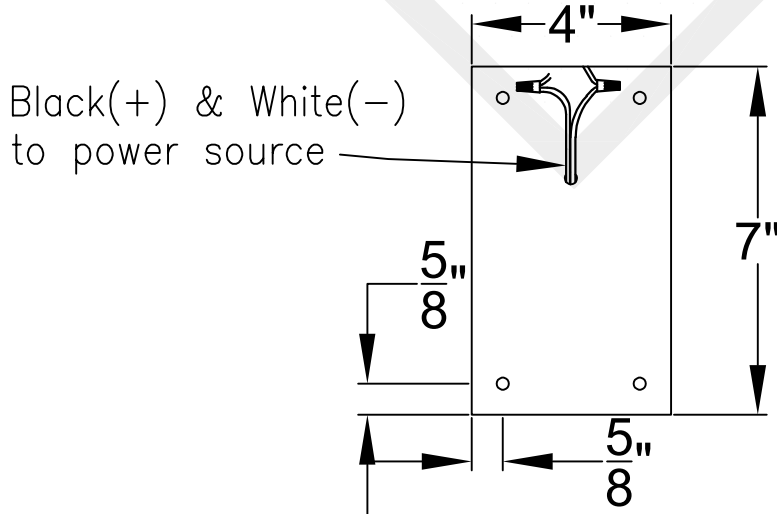 4"
Black(+) & White(-)
to power source
7"
5/8"
5/8"